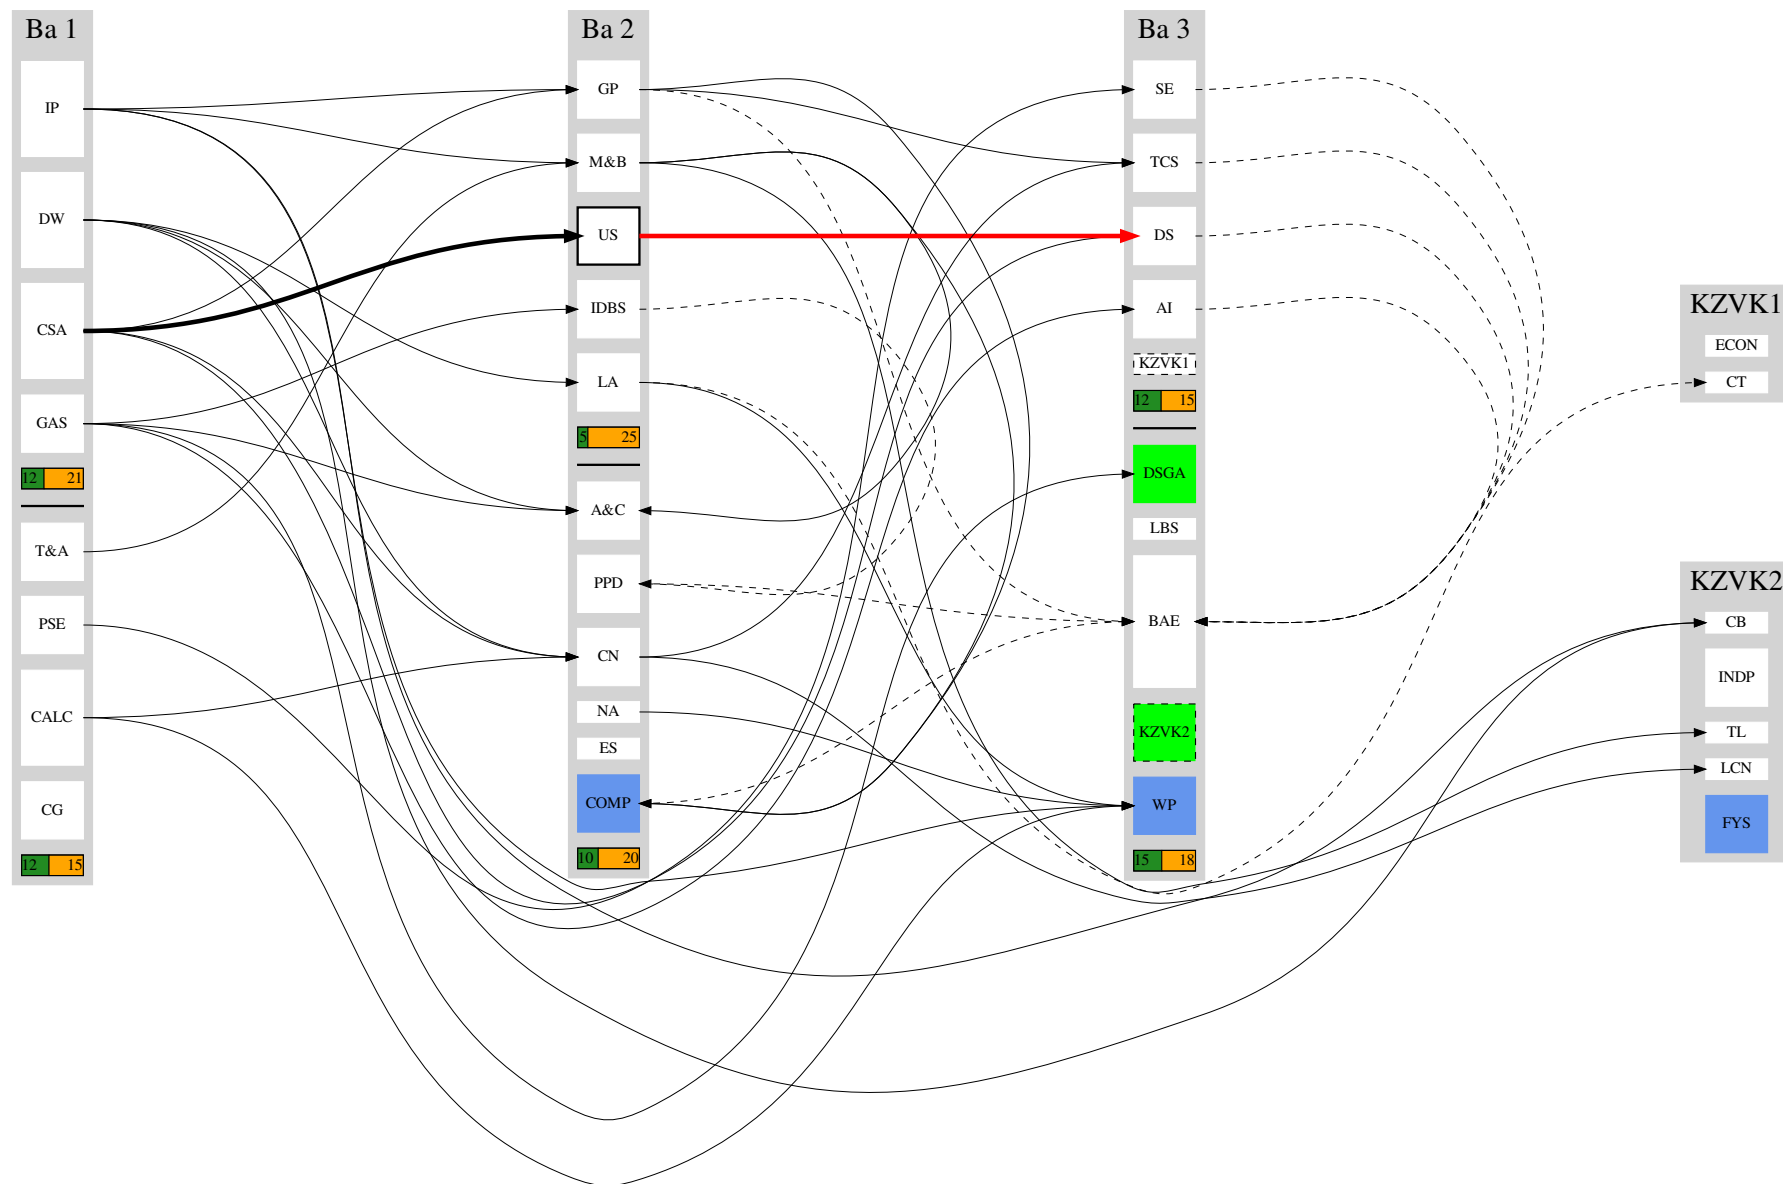 Ba 1
IP
DW
CSA
GAS
12 21
T&A
PSE
CALC
CG
12 15
Ba 2
GP
M&B
US
IDBS
LA
5 25
A&C
PPD
CN
NA
ES
COMP
10 20
Ba 3
SE
TCS
DS
AI
KZVK1
12 15
DSGA
LBS
BAE
KZVK2
WP
15 18
KZVK1
ECON
CT
KZVK2
CB
INDP
TL
LCN
FYS